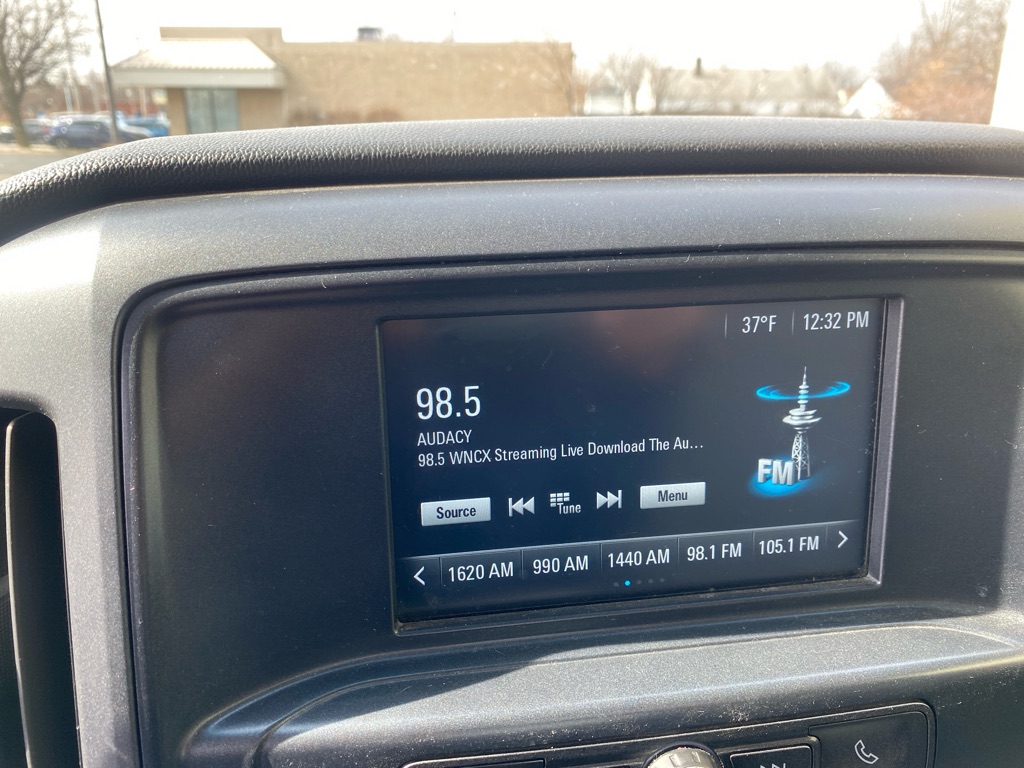 37°F 12:32 PM
98.5
AUDACY
98.5 WNCX Streaming Live Download The Au...
FM
Source Tune Menu
1620 AM 990 AM 1440 AM 98.1 FM 105.1 FM